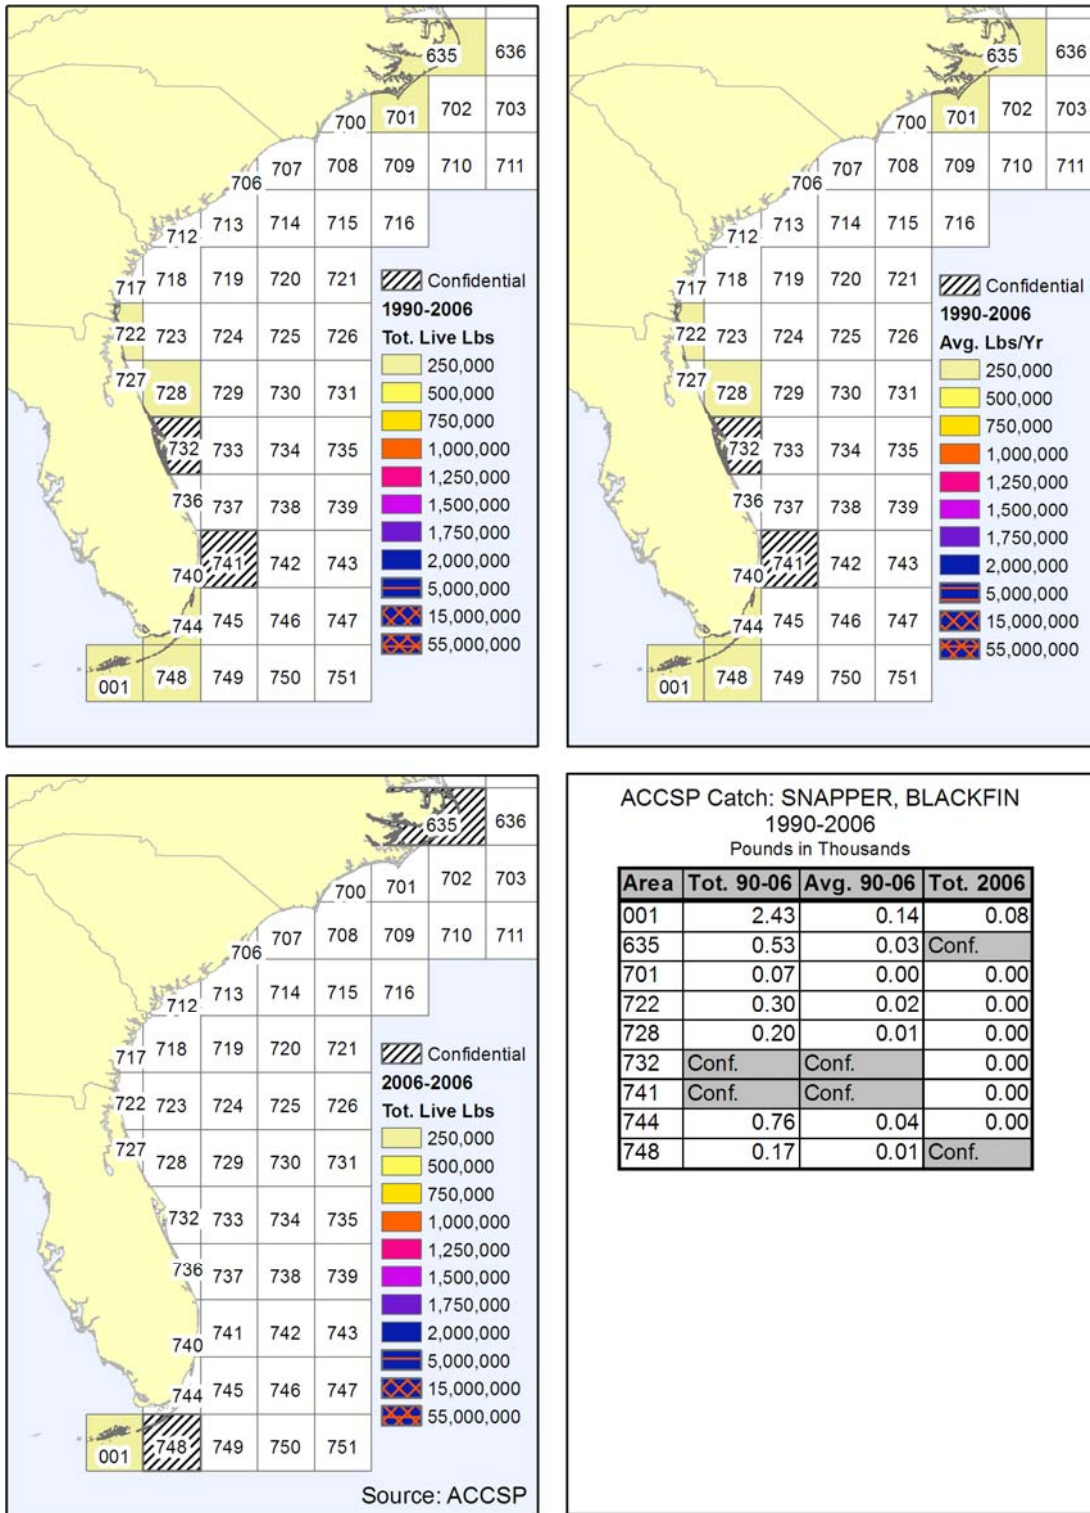 635 636
700 701 702 703
706 707 708 709 710 711
712 713 714 715 716
717 718 719 720 721
722 723 724 725 726
727 728 729 730 731
732 733 734 735
736 737 738 739
740 741 742 743
744 745 746 747
001 748 749 750 751
Confidential
1990-2006
Tot. Live Lbs
250,000
500,000
750,000
1,000,000
1,250,000
1,500,000
1,750,000
2,000,000
5,000,000
15,000,000
55,000,000
635 636
700 701 702 703
706 707 708 709 710 711
712 713 714 715 716
717 718 719 720 721
722 723 724 725 726
727 728 729 730 731
732 733 734 735
736 737 738 739
740 741 742 743
744 745 746 747
001 748 749 750 751
Confidential
1990-2006
Avg. Lbs/Yr
250,000
500,000
750,000
1,000,000
1,250,000
1,500,000
1,750,000
2,000,000
5,000,000
15,000,000
55,000,000
635 636
700 701 702 703
706 707 708 709 710 711
712 713 714 715 716
717 718 719 720 721
722 723 724 725 726
727 728 729 730 731
732 733 734 735
736 737 738 739
740 741 742 743
744 745 746 747
001 748 749 750 751
Confidential
2006-2006
Tot. Live Lbs
250,000
500,000
750,000
1,000,000
1,250,000
1,500,000
1,750,000
2,000,000
5,000,000
15,000,000
55,000,000
Source: ACCSP
ACCSP Catch: SNAPPER, BLACKFIN
1990-2006
Pounds in Thousands
Area Tot. 90-06 Avg. 90-06 Tot. 2006
001 2.43 0.14 0.08
635 0.53 0.03 Conf.
701 0.07 0.00 0.00
722 0.30 0.02 0.00
728 0.20 0.01 0.00
732 Conf. Conf. 0.00
741 Conf. Conf. 0.00
744 0.76 0.04 0.00
748 0.17 0.01 Conf.